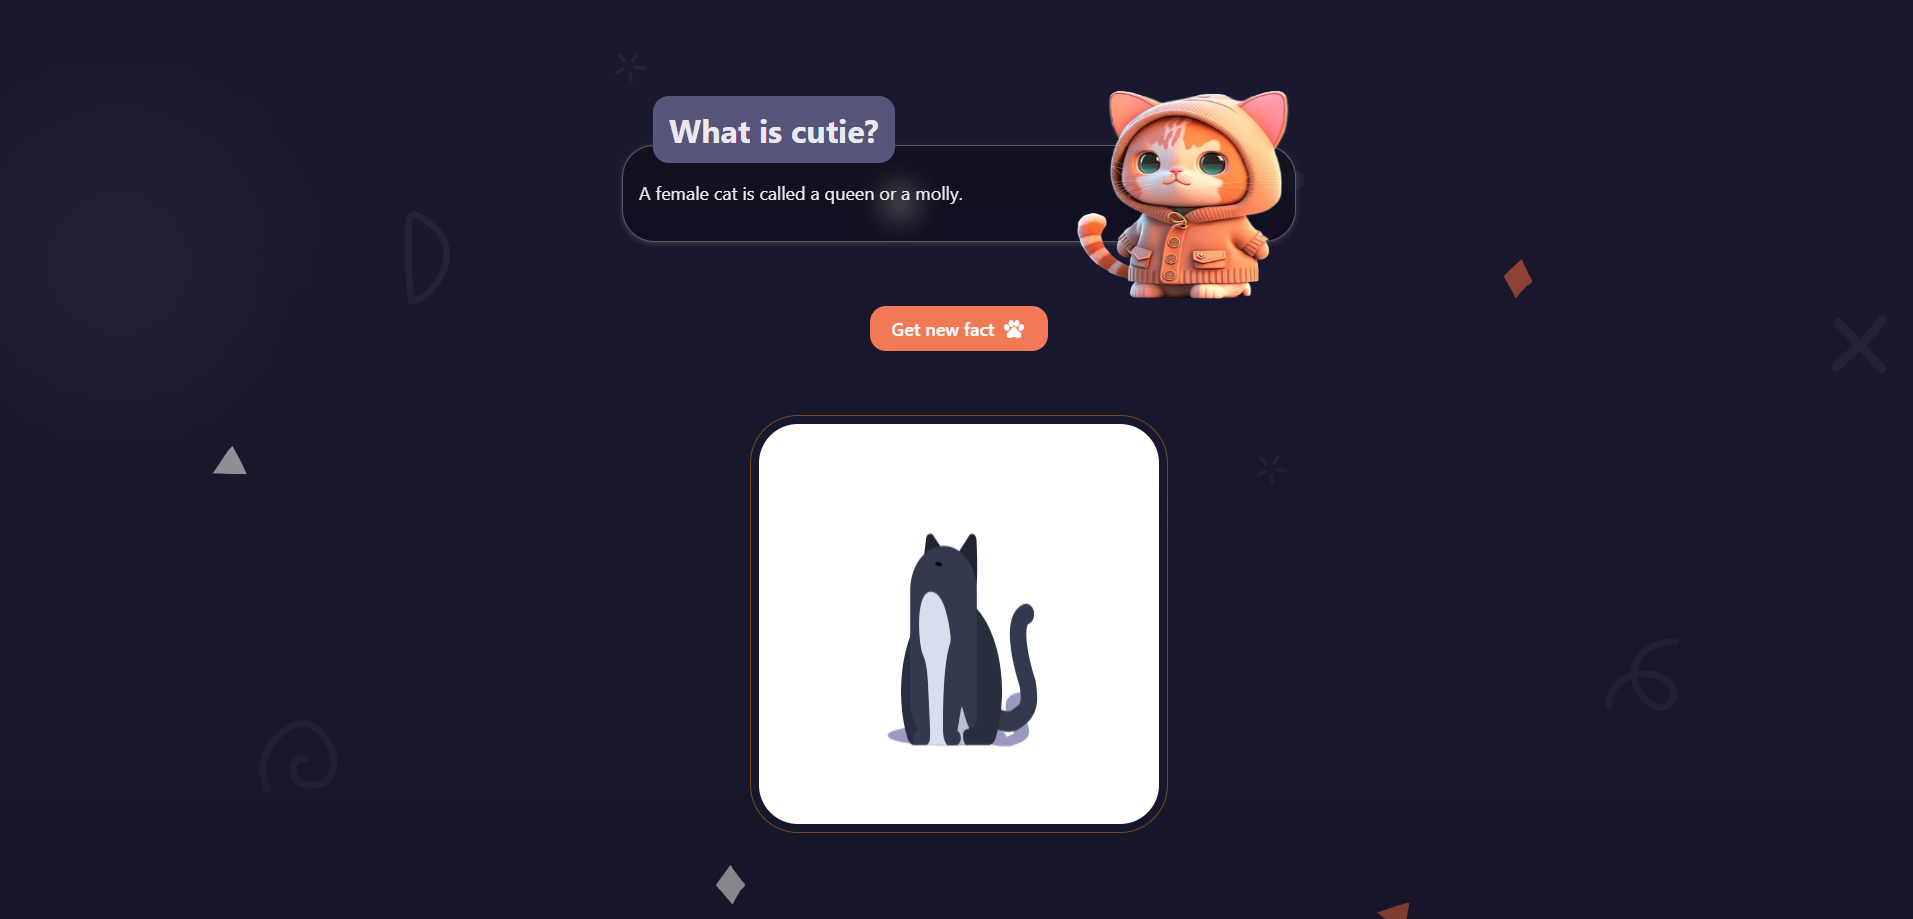 What is cutie?
A female cat is called a queen or a molly.
Get new fact